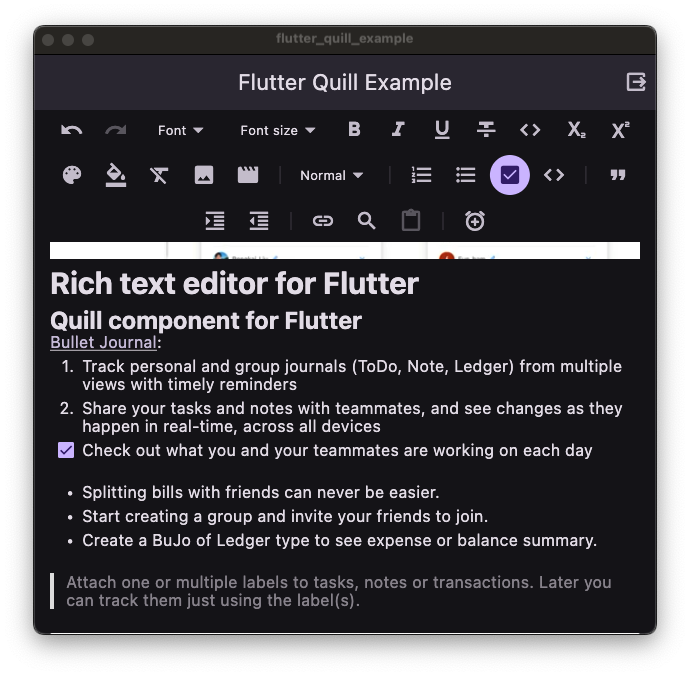 flutter_quill_example
Flutter Quill Example
Font
Font size
B I U S <> X₂ X²
Normal
Rich text editor for Flutter
Quill component for Flutter
Bullet Journal:
1. Track personal and group journals (ToDo, Note, Ledger) from multiple
views with timely reminders
2. Share your tasks and notes with teammates, and see changes as they
happen in real-time, across all devices
Check out what you and your teammates are working on each day
• Splitting bills with friends can never be easier.
• Start creating a group and invite your friends to join.
• Create a BuJo of Ledger type to see expense or balance summary.
Attach one or multiple labels to tasks, notes or transactions. Later you
can track them just using the label(s).